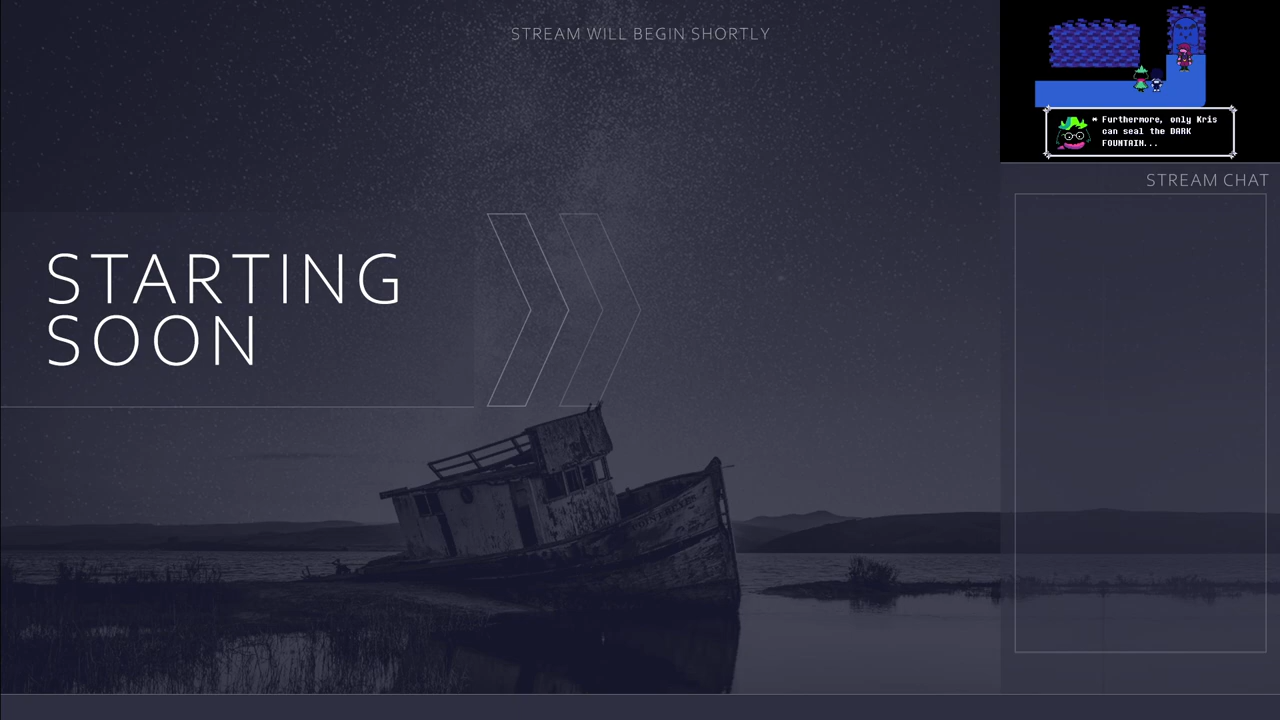 STREAM WILL BEGIN SHORTLY
* Furthermore, only Kris
can seal the DARK
FOUNTAIN...
STREAM CHAT
STARTING
SOON